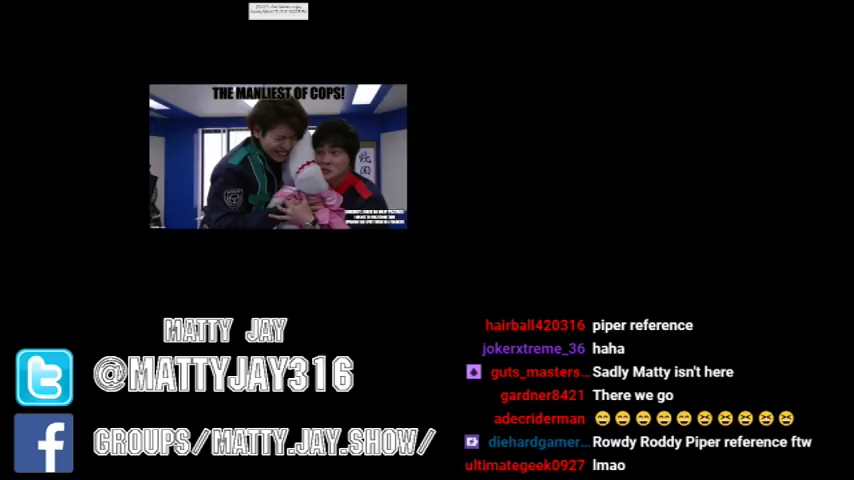 THE MANLIEST OF COPS!
MATTY JAY
@MATTYJAY316
GROUPS/MATTY.JAY.SHOW/
hairball420316 piper reference
jokerxtreme_36 haha
guts_masters... Sadly Matty isn't here
gardner8421 There we go
adecriderman 😄😄😄😄😄😆😆😆😆😆
diehardgamer... Rowdy Roddy Piper reference ftw
ultimategeek0927 lmao